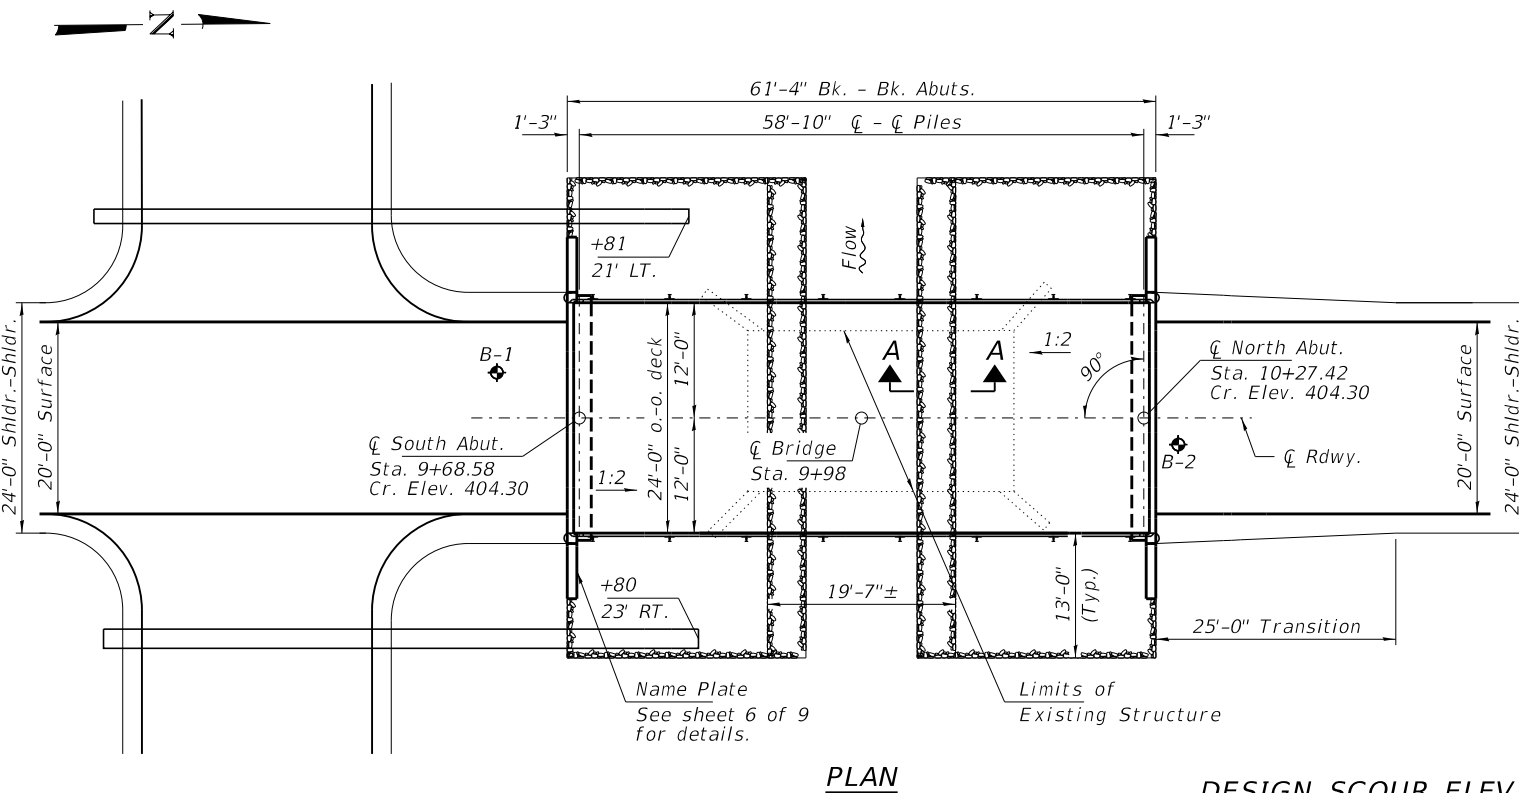 N
61'-4" Bk. - Bk. Abuts.
1'-3"
58'-10" ℄ - ℄ Piles
1'-3"
+81
21' LT.
Flow
B-1
A
A
1:2
90°
℄ North Abut.
Sta. 10+27.42
Cr. Elev. 404.30
24'-0" Shldr.-Shldr.
20'-0" Surface
24'-0" o.-o. deck
12'-0"
12'-0"
℄ South Abut.
Sta. 9+68.58
Cr. Elev. 404.30
1:2
℄ Bridge
Sta. 9+98
B-2
℄ Rdwy.
20'-0" Surface
24'-0" Shldr.-Shldr.
+80
23' RT.
19'-7"±
13'-0"
(Typ.)
25'-0" Transition
Name Plate
See sheet 6 of 9
for details.
Limits of
Existing Structure
PLAN
DESIGN SCOUR ELEV